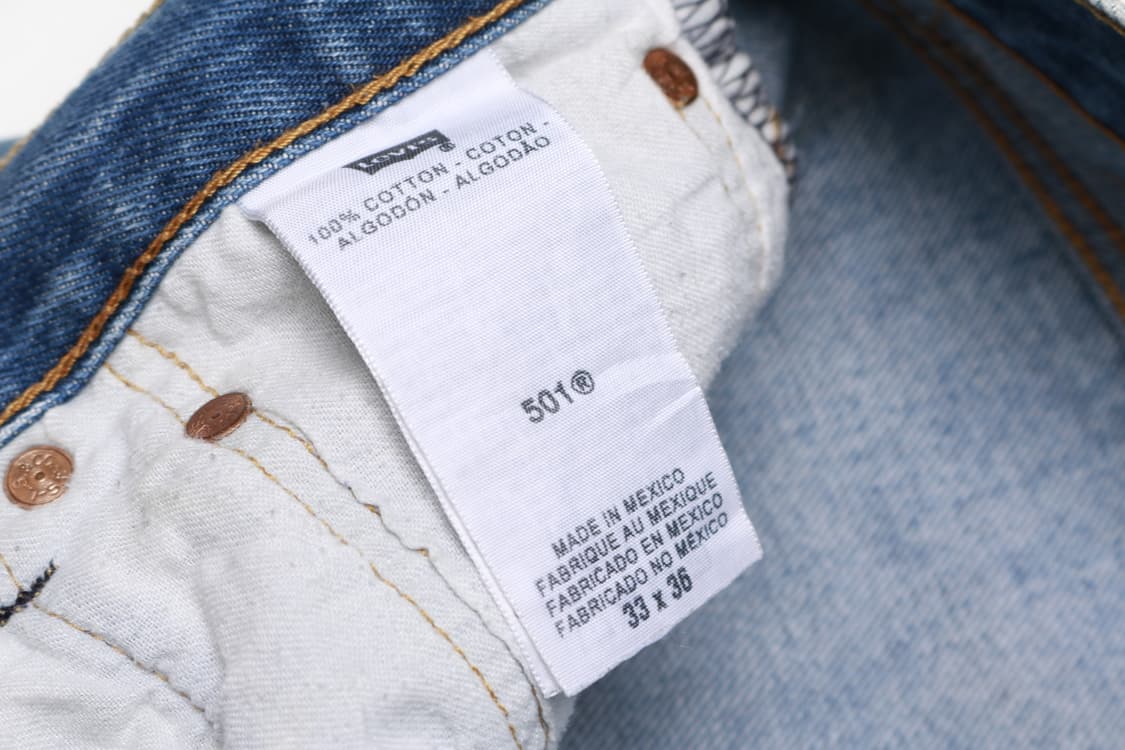 Levi's®
100% COTTON - COTON -
ALGODÓN - ALGODÃO
501®
MADE IN MEXICO
FABRIQUE AU MEXIQUE
FABRICADO EN MEXICO
FABRICADO NO MÉXICO
33 x 36